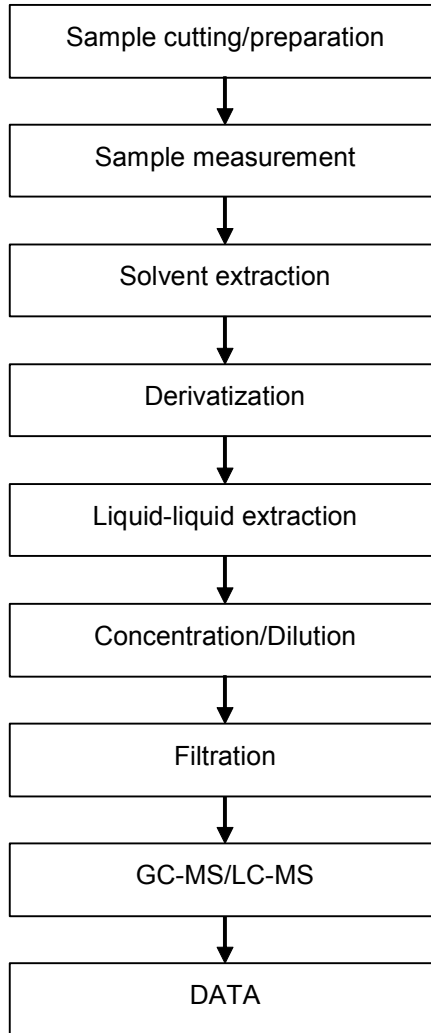 Sample cutting/preparation
Sample measurement
Solvent extraction
Derivatization
Liquid-liquid extraction
Concentration/Dilution
Filtration
GC-MS/LC-MS
DATA